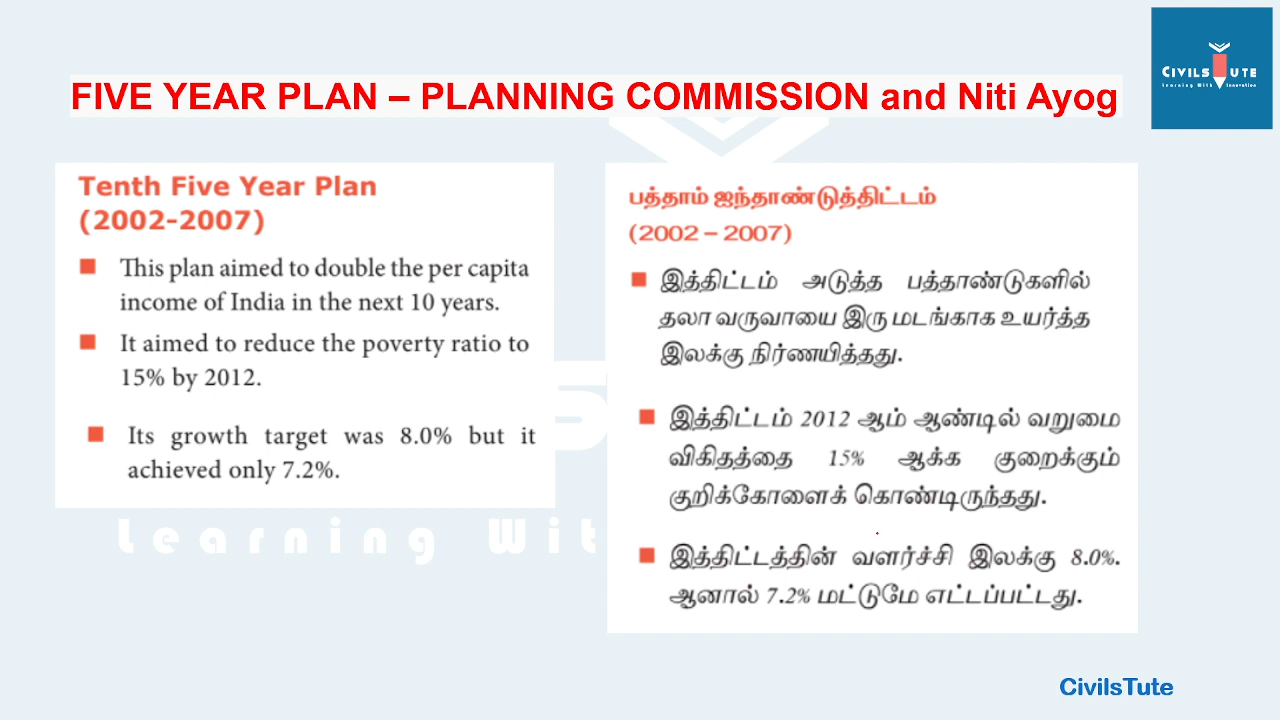 FIVE YEAR PLAN – PLANNING COMMISSION and Niti Ayog
CIVILS TUTE
Learning With Innovation
Tenth Five Year Plan
(2002-2007)
This plan aimed to double the per capita
income of India in the next 10 years.
It aimed to reduce the poverty ratio to
15% by 2012.
Its growth target was 8.0% but it
achieved only 7.2%.
பத்தாம் ஐந்தாண்டுத்திட்டம்
(2002 – 2007)
இத்திட்டம் அடுத்த பத்தாண்டுகளில்
தலா வருவாயை இரு மடங்காக உயர்த்த
இலக்கு நிர்ணயித்தது.
இத்திட்டம் 2012 ஆம் ஆண்டில் வறுமை
விகிதத்தை 15% ஆக்க குறைக்கும்
குறிக்கோளைக் கொண்டிருந்தது.
இத்திட்டத்தின் வளர்ச்சி இலக்கு 8.0%.
ஆனால் 7.2% மட்டுமே எட்டப்பட்டது.
S
Learning Wit
CivilsTute